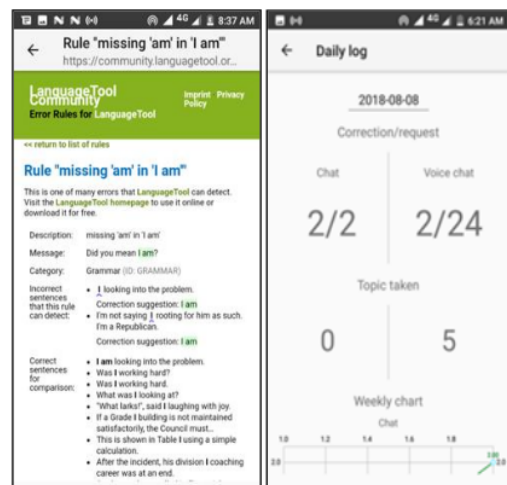 8:37 AM
4G
Rule "missing 'am' in 'I am"'
https://community.languagetool.or...
LanguageTool
Community
Imprint Privacy
Policy
Error Rules for LanguageTool
<< return to list of rules
Rule "missing 'am' in 'I am"'
This is one of many errors that LanguageTool can detect.
Visit the LanguageTool homepage to use it online or
download it for free.
Description: missing 'am' in 'I am'
Message: Did you mean I am?
Category: Grammar (ID: GRAMMAR)
Incorrect
sentences
that this rule
can detect:
I looking into the problem.
Correction suggestion: I am
I'm not saying I rooting for him as such.
I'm a Republican.
Correction suggestion: I am
Correct
sentences
for
comparison:
I am looking into the problem.
Was I working hard?
Was I working hard.
What was I looking at?
"What larks!", said I laughing with joy.
If a Grade I building is not maintained
satisfactorily, the Council must...
This is shown in Table I using a simple
calculation.
After the incident, his division I coaching
career was at an end.
4G 6:21 AM
Daily log
2018-08-08
Correction/request
Chat Voice chat
2/2 2/24
Topic taken
0 5
Weekly chart
Chat
1.0 1.2 1.4 1.6 1.8
2.00
2.0 2.0